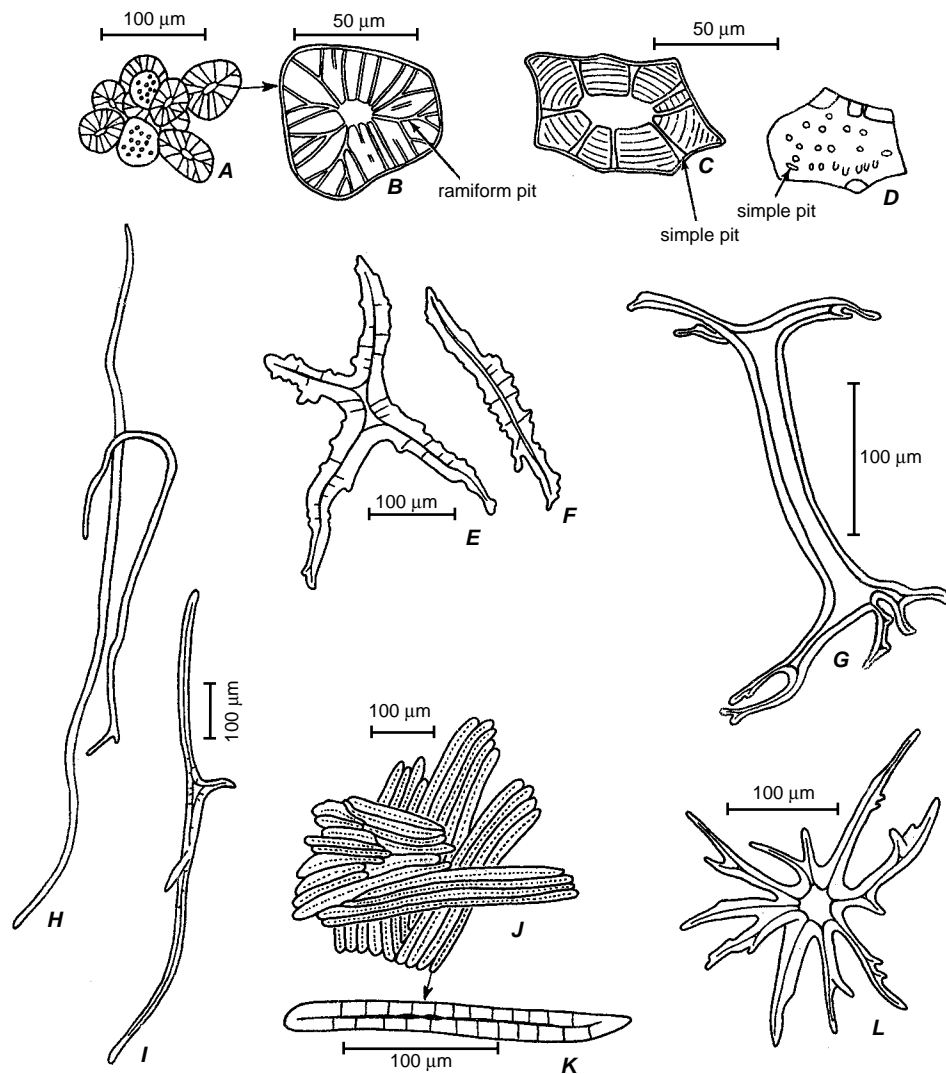 100 μm
50 μm
50 μm
A
B
ramiform pit
C
simple pit
simple pit
D
E
100 μm
F
100 μm
G
H
100 μm
I
100 μm
J
100 μm
K
100 μm
L